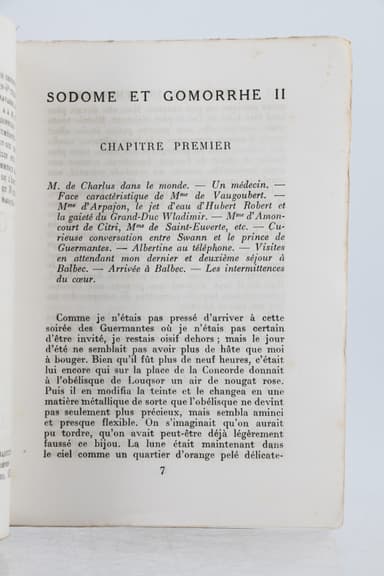 SODOME ET GOMORRHE II
CHAPITRE PREMIER
M. de Charlus dans le monde. — Un médecin. —
Face caractéristique de Mme de Vaugoubert. —
Mme d'Arpajon, le jet d'eau d'Hubert Robert et
la gaieté du Grand-Duc Wladimir. — Mme d'Amon-
court de Citri, Mme de Saint-Euverte, etc. — Cu-
rieuse conversation entre Swann et le prince de
Guermantes. — Albertine au téléphone. — Visites
en attendant mon dernier et deuxième séjour à
Balbec. — Arrivée à Balbec. — Les intermittences
du cœur.
Comme je n'étais pas pressé d'arriver à cette
soirée des Guermantes où je n'étais pas certain
d'être invité, je restais oisif dehors ; mais le jour
d'été ne semblait pas avoir plus de hâte que moi
à bouger. Bien qu'il fût plus de neuf heures, c'était
lui encore qui sur la place de la Concorde donnait
à l'obélisque de Louqsor un air de nougat rose.
Puis il en modifia la teinte et le changea en une
matière métallique de sorte que l'obélisque ne devint
pas seulement plus précieux, mais sembla aminci
et presque flexible. On s'imaginait qu'on aurait
pu tordre, qu'on avait peut-être déjà légèrement
faussé ce bijou. La lune était maintenant dans
le ciel comme un quartier d'orange pelé délicate-
7